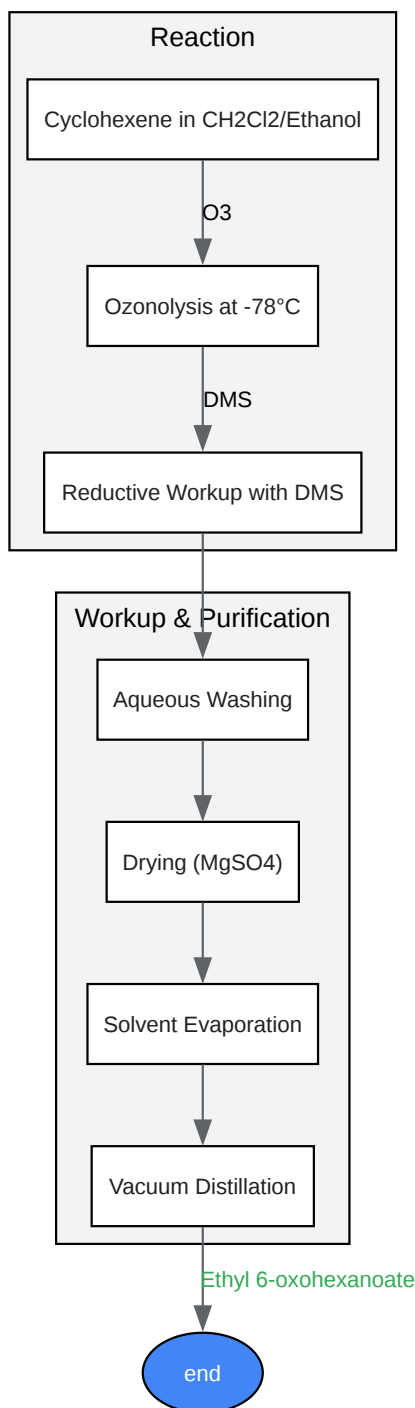 Reaction
Cyclohexene in CH2Cl2/Ethanol
O3
Ozonolysis at -78°C
DMS
Reductive Workup with DMS
Workup & Purification
Aqueous Washing
Drying (MgSO4)
Solvent Evaporation
Vacuum Distillation
Ethyl 6-oxohexanoate
end